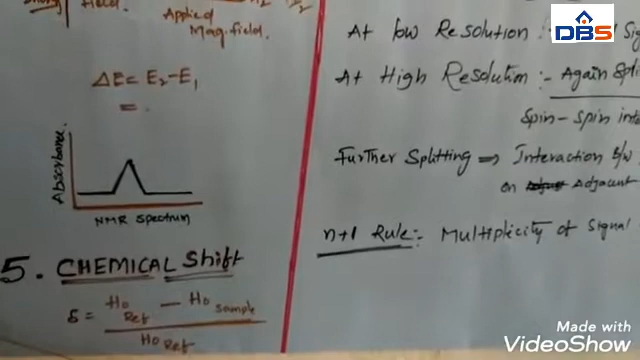 Field.
Applied
Mag. field.
ΔE = E2 - E1
= .
Absorbance.
NMR Spectrum
5. CHEMICAL Shift
δ = Ho Ref - Ho Sample
Ho Ref
At low Resolution :-
At High Resolution :- Again
Spin-Spin
Further Splitting ⇒ Interaction b/w
on Adjacent
n+1 Rule:- Multiplicity of Signal
DBS
Made with
VideoShow